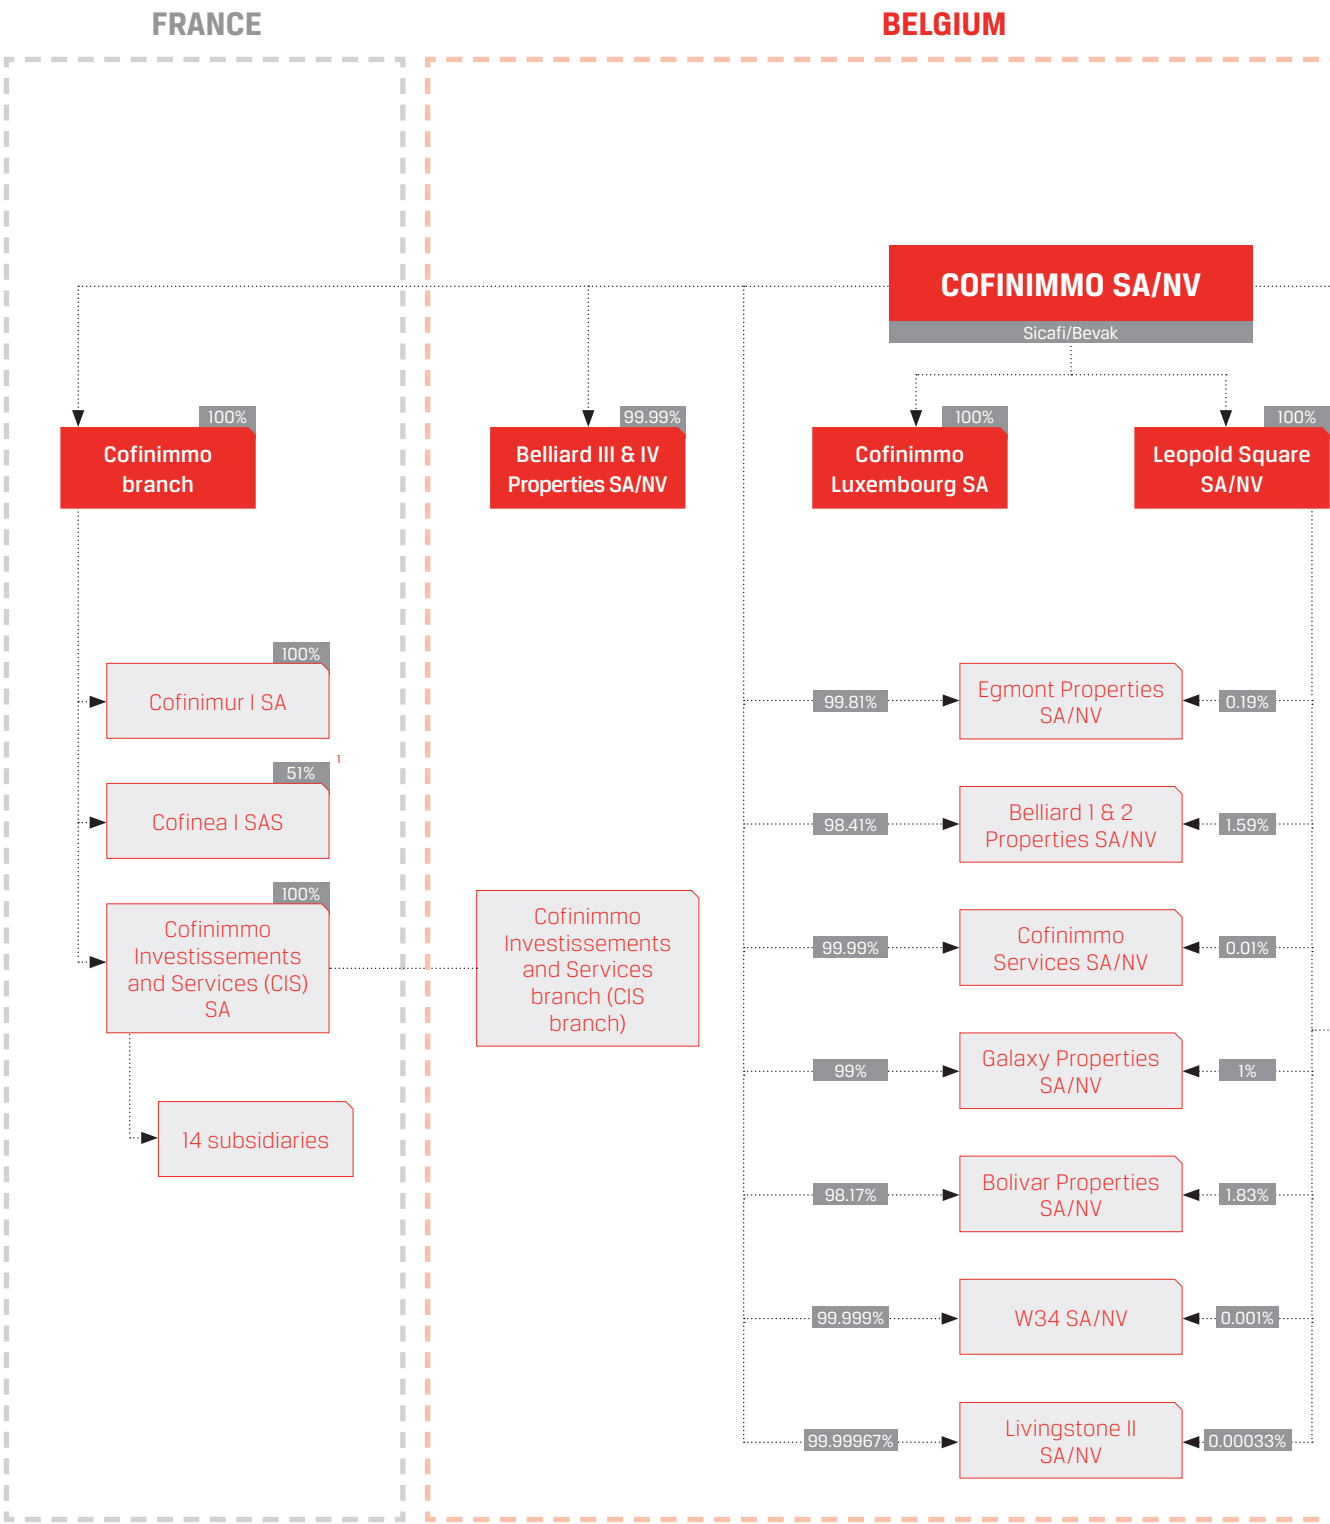 FRANCE
BELGIUM
COFINIMMO SA/NV
Sicafi/Bevak
100%
Cofinimmo
branch
99.99%
Belliard III & IV
Properties SA/NV
100%
Cofinimmo
Luxembourg SA
100%
Leopold Square
SA/NV
100%
Cofinimur I SA
51%
1
Cofinea I SAS
100%
Cofinimmo
Investissements
and Services (CIS)
SA
14 subsidiaries
Cofinimmo
Investissements
and Services
branch (CIS
branch)
99.81%
Egmont Properties
SA/NV
0.19%
98.41%
Belliard 1 & 2
Properties SA/NV
1.59%
99.99%
Cofinimmo
Services SA/NV
0.01%
99%
Galaxy Properties
SA/NV
1%
98.17%
Bolivar Properties
SA/NV
1.83%
99.999%
W34 SA/NV
0.001%
99.99967%
Livingstone II
SA/NV
0.00033%